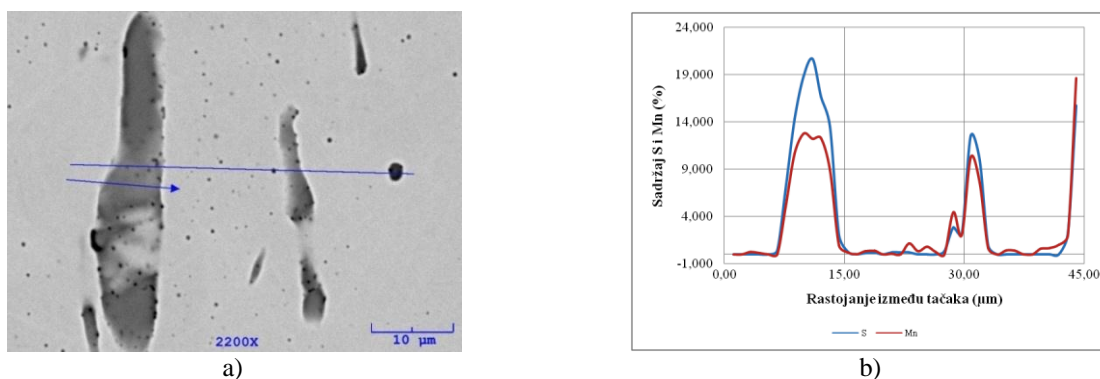 2200X
10 µm
a)
24,000
19,000
14,000
9,000
4,000
-1,000
0,00 15,00 30,00 45,00
Sadržaj S i Mn (%)
Rastojanje između tačaka (µm)
S Mn
b)